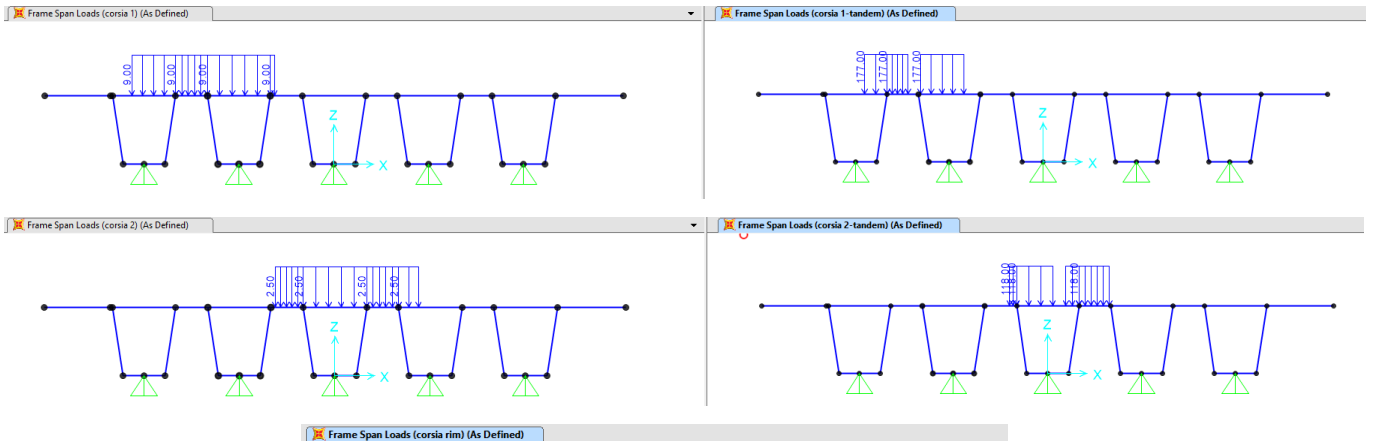 Frame Span Loads (corsia 1) (As Defined)
Frame Span Loads (corsia 1-tandem) (As Defined)
9.00 9.00 9.00 9.00
177.00 177.00 177.00
Z
X
Z
X
Frame Span Loads (corsia 2) (As Defined)
Frame Span Loads (corsia 2-tandem) (As Defined)
2.50 2.50 2.50 2.50
118.00 118.00 118.00
Z
X
Z
X
Frame Span Loads (corsia rim) (As Defined)